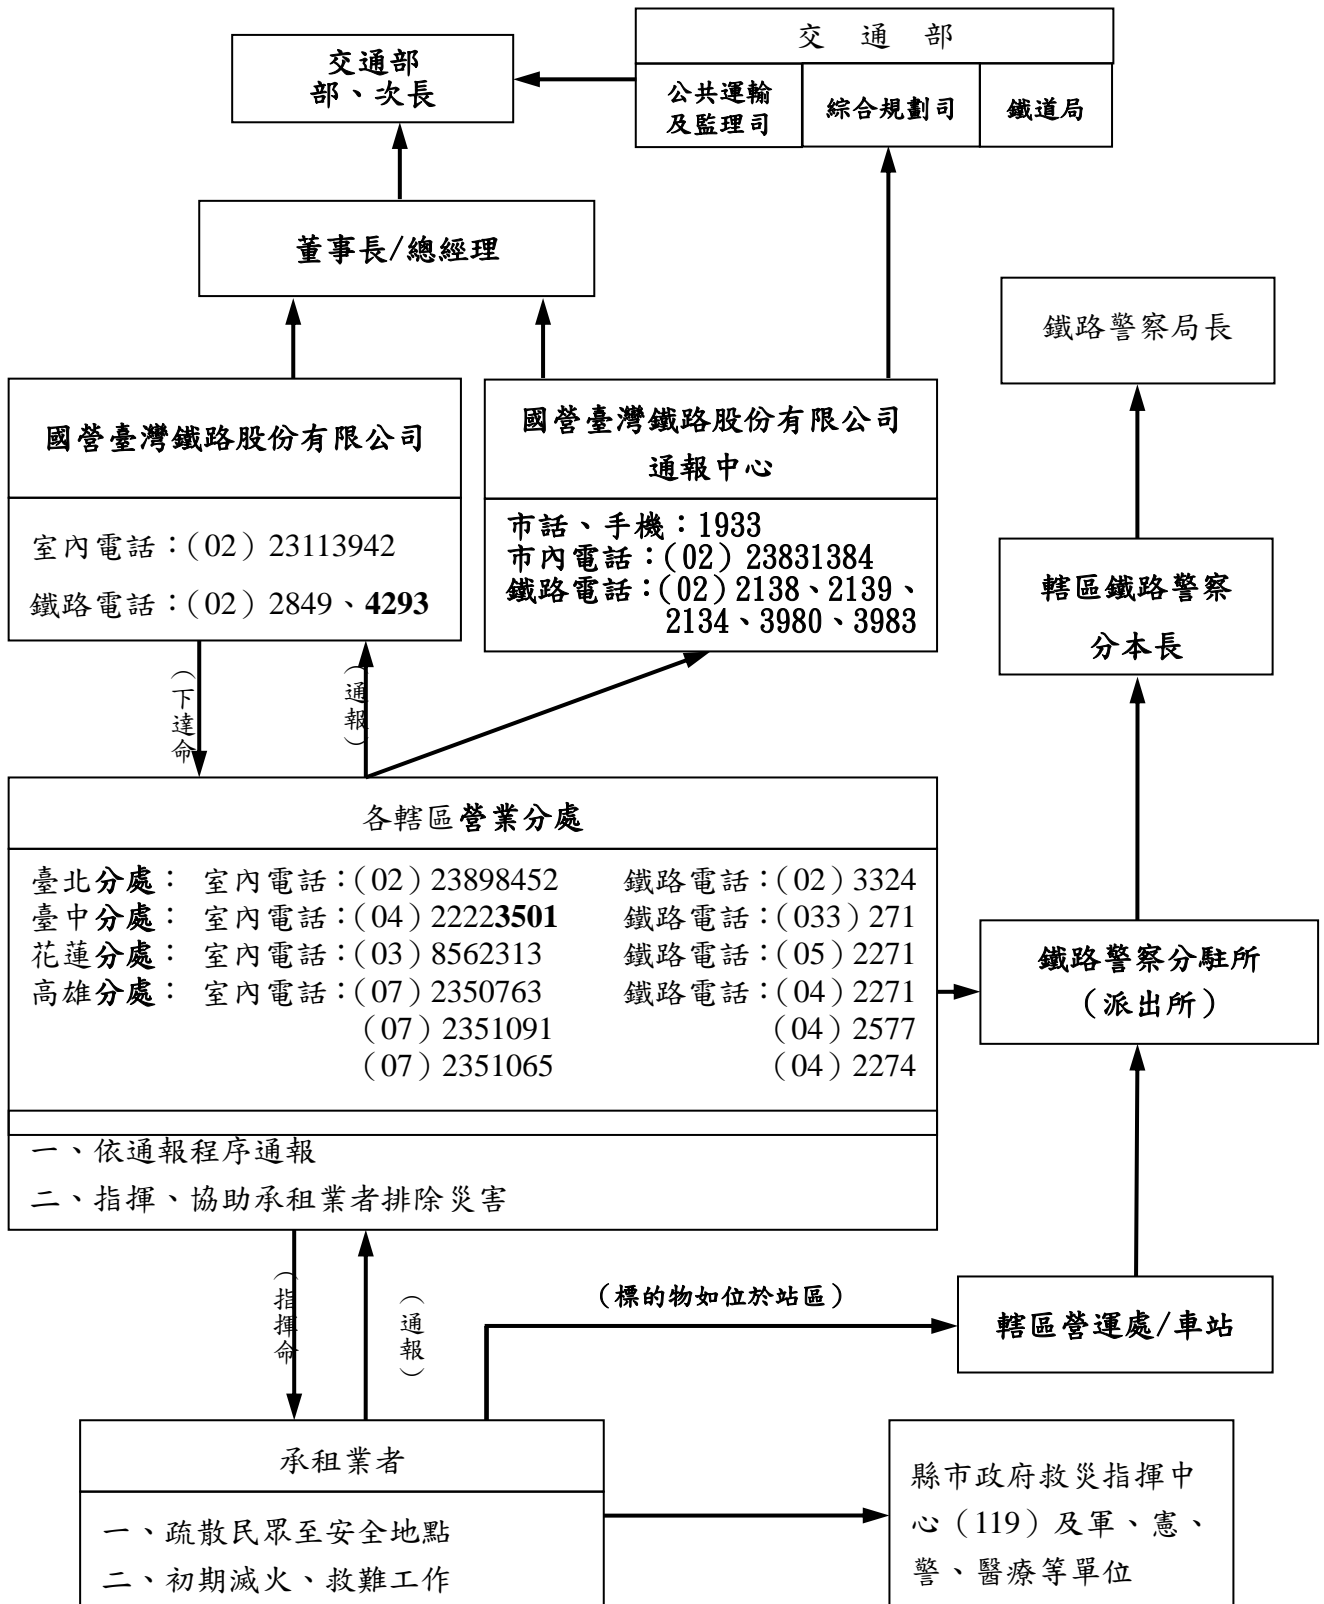 交通部
交通部
部、次長
公共運輸
及監理司
綜合規劃司
鐵道局
董事長/總經理
鐵路警察局長
國營臺灣鐵路股份有限公司
室內電話：(02) 23113942
鐵路電話：(02) 2849、4293
國營臺灣鐵路股份有限公司
通報中心
市話、手機：1933
市內電話：(02) 23831384
鐵路電話：(02) 2138、2139、
2134、3980、3983
轄區鐵路警察
分本長
（下達命
（通報）
各轄區營業分處
臺北分處： 室內電話：(02) 23898452 鐵路電話：(02) 3324
臺中分處： 室內電話：(04) 22223501 鐵路電話：(033) 271
花蓮分處： 室內電話：(03) 8562313 鐵路電話：(05) 2271
高雄分處： 室內電話：(07) 2350763 鐵路電話：(04) 2271
(07) 2351091 (04) 2577
(07) 2351065 (04) 2274
一、依通報程序通報
二、指揮、協助承租業者排除災害
鐵路警察分駐所
（派出所）
（指揮命
（通報）
（標的物如位於站區）
轄區營運處/車站
承租業者
一、疏散民眾至安全地點
二、初期滅火、救難工作
縣市政府救災指揮中
心（119）及軍、憲、
警、醫療等單位